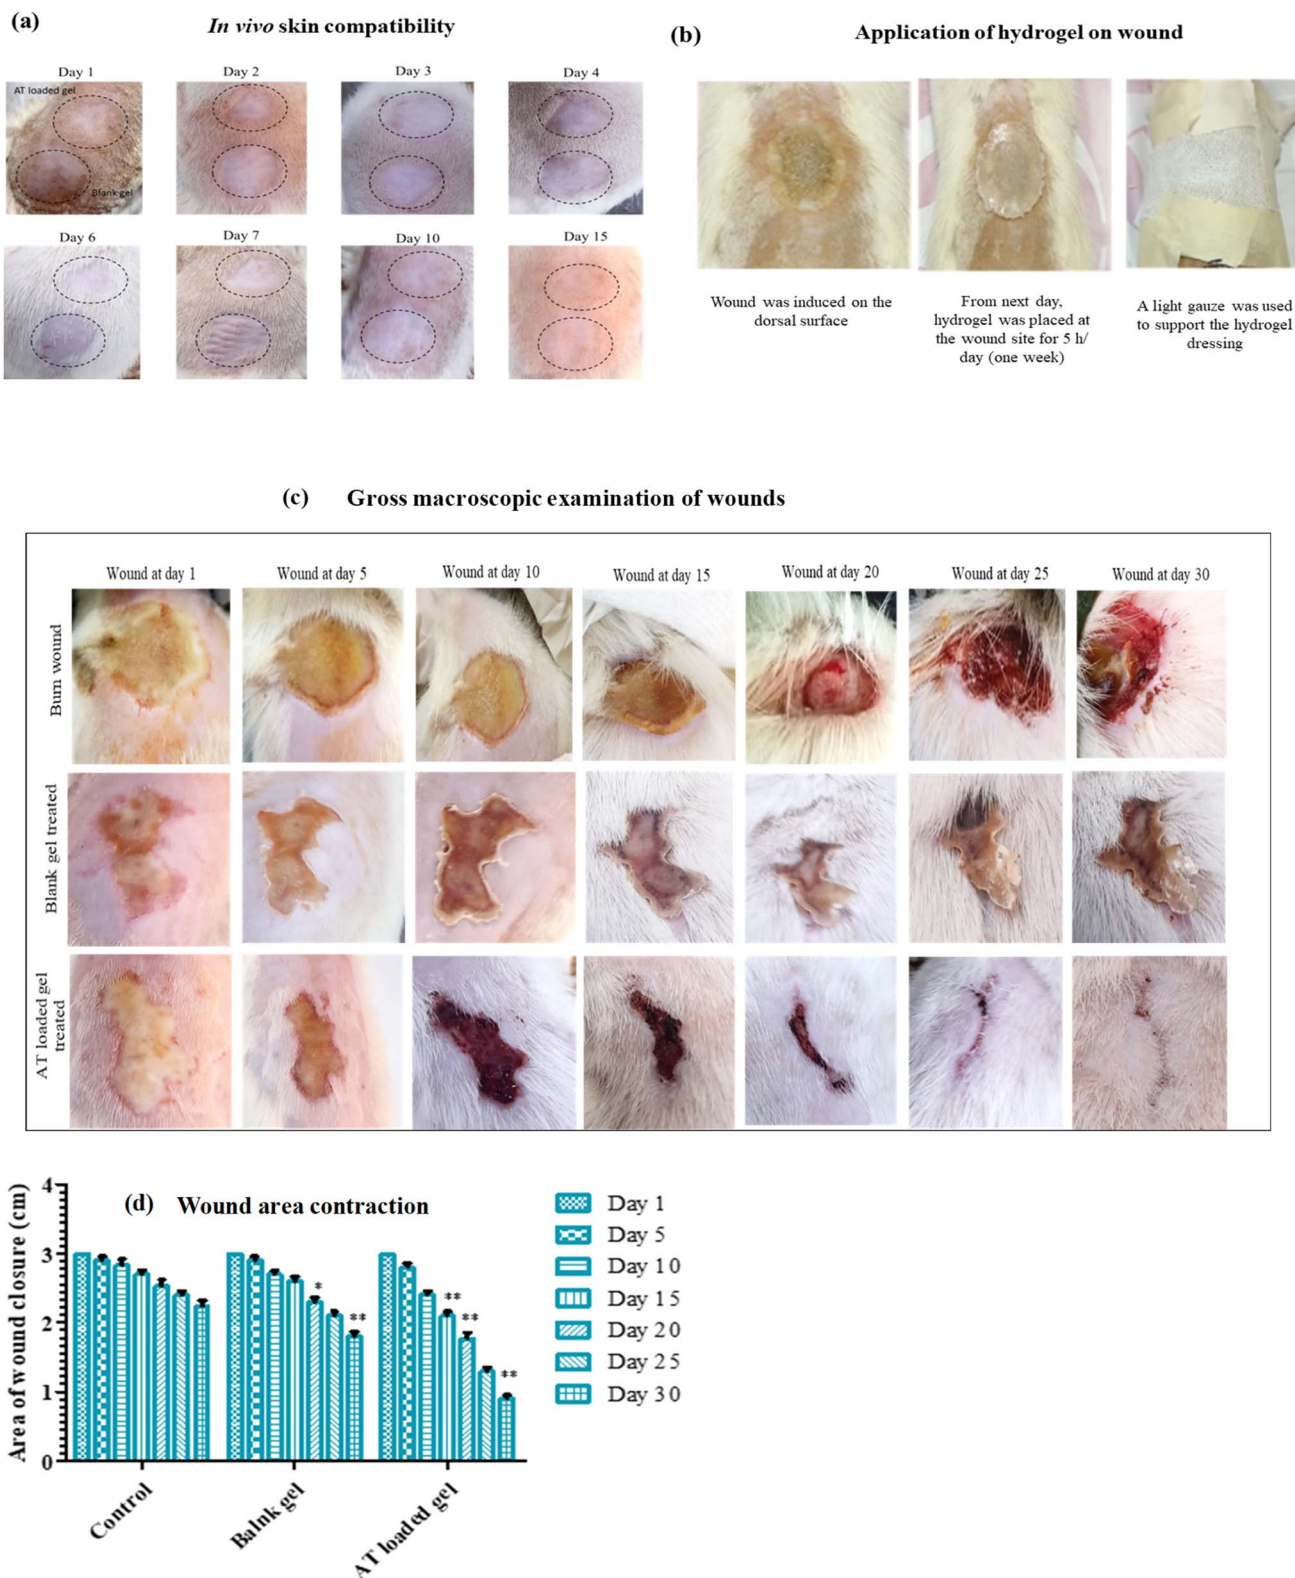 (a)
In vivo skin compatibility
Day 1
Day 2
Day 3
Day 4
AT loaded gel
Blank gel
Day 6
Day 7
Day 10
Day 15
(b)
Application of hydrogel on wound
Wound was induced on the
dorsal surface
From next day,
hydrogel was placed at
the wound site for 5 h/
day (one week)
A light gauze was used
to support the hydrogel
dressing
(c) Gross macroscopic examination of wounds
Wound at day 1
Wound at day 5
Wound at day 10
Wound at day 15
Wound at day 20
Wound at day 25
Wound at day 30
Burn wound
Blank gel treated
AT loaded gel
treated
(d) Wound area contraction
Area of wound closure (cm)
4
3
2
1
0
*
**
**
**
**
Control
Balnk gel
AT loaded gel
Day 1
Day 5
Day 10
Day 15
Day 20
Day 25
Day 30